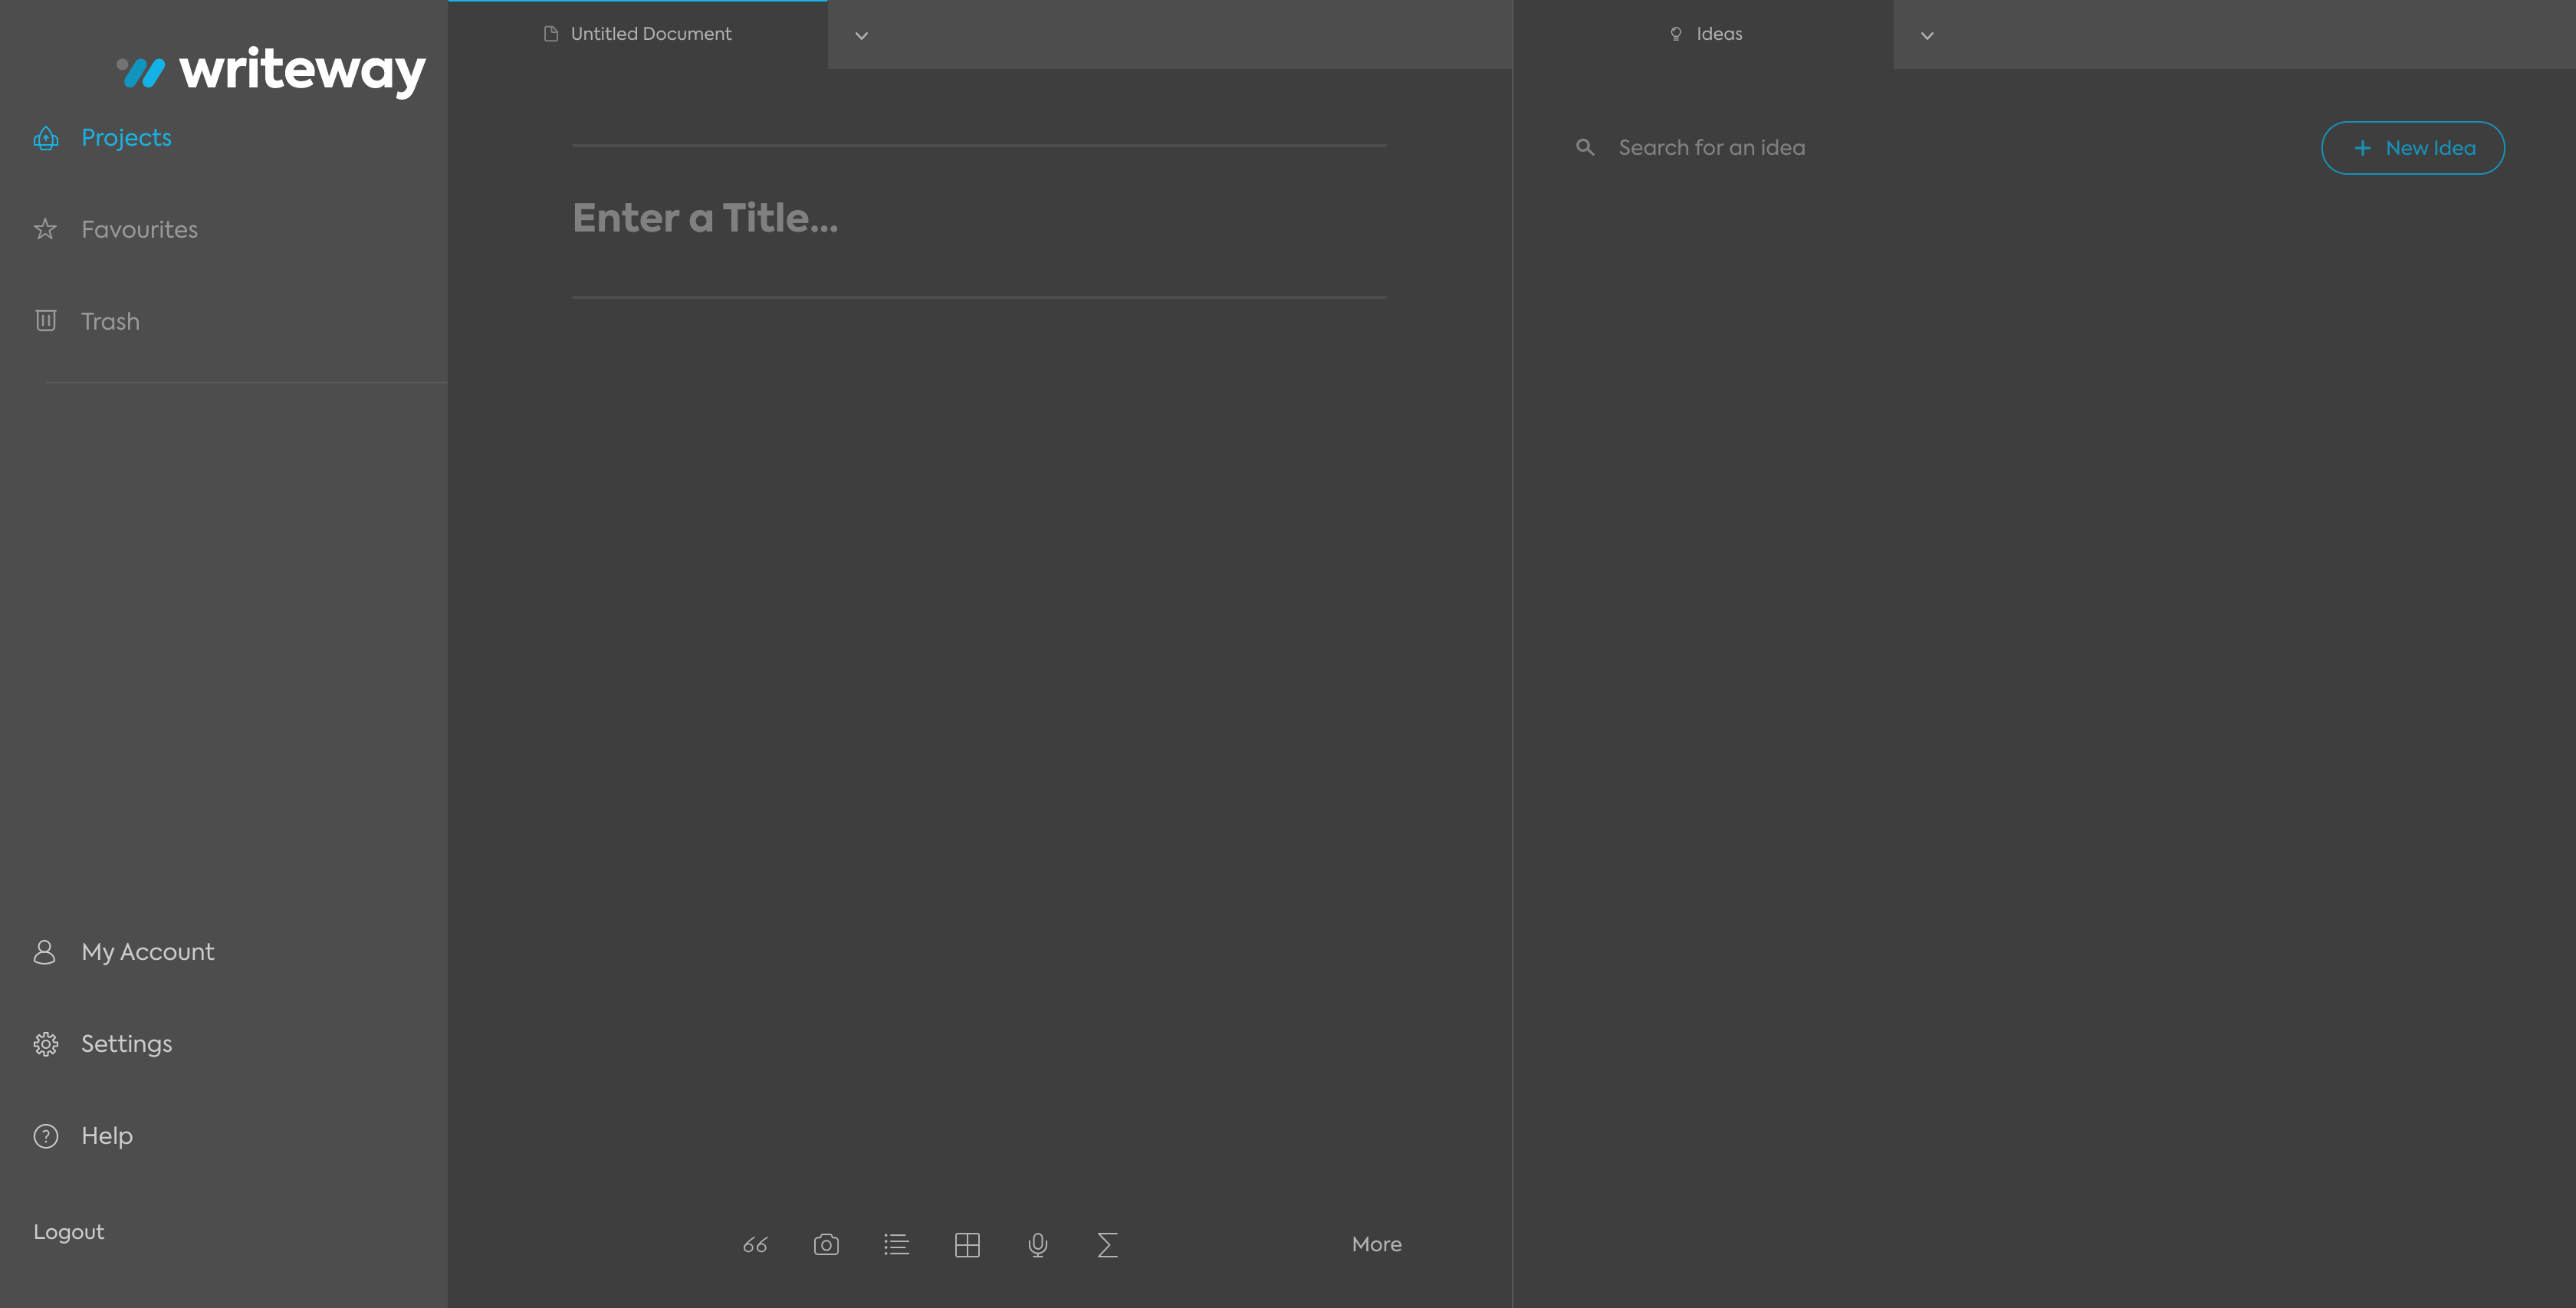 writeway
Projects
Favourites
Trash
My Account
Settings
? Help
Logout
Untitled Document
Enter a Title...
More
Ideas
Search for an idea
+ New Idea